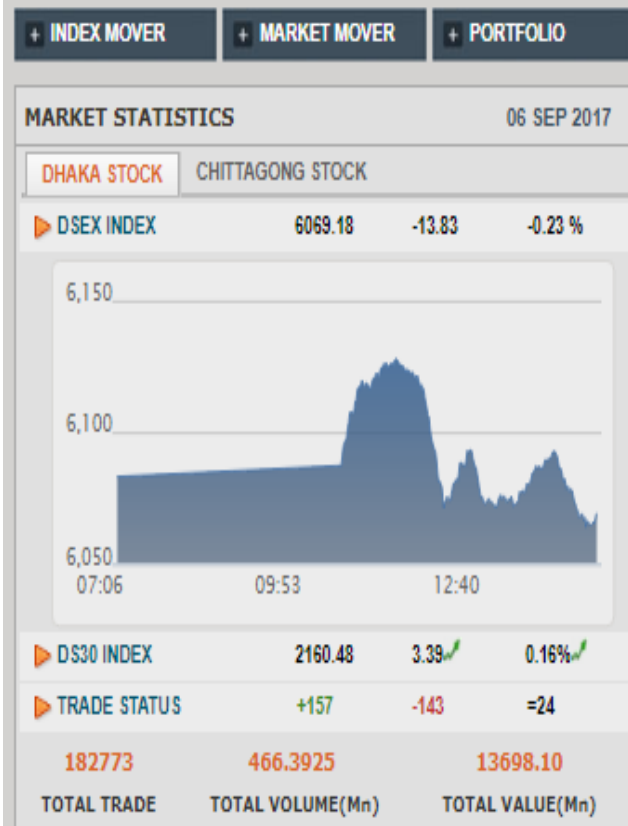 + INDEX MOVER + MARKET MOVER + PORTFOLIO
MARKET STATISTICS 06 SEP 2017
DHAKA STOCK CHITTAGONG STOCK
DSEX INDEX 6069.18 -13.83 -0.23 %
6,150
6,100
6,050
07:06 09:53 12:40
DS30 INDEX 2160.48 3.39 0.16%
TRADE STATUS +157 -143 =24
182773 466.3925 13698.10
TOTAL TRADE TOTAL VOLUME(Mn) TOTAL VALUE(Mn)